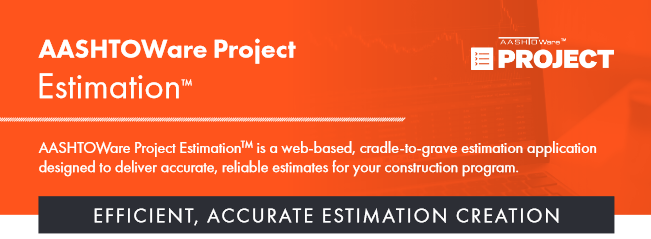 AASHTOWare Project
Estimation™
AASHTOWare™
PROJECT
AASHTOWare Project Estimation™ is a web-based, cradle-to-grave estimation application
designed to deliver accurate, reliable estimates for your construction program.
EFFICIENT, ACCURATE ESTIMATION CREATION